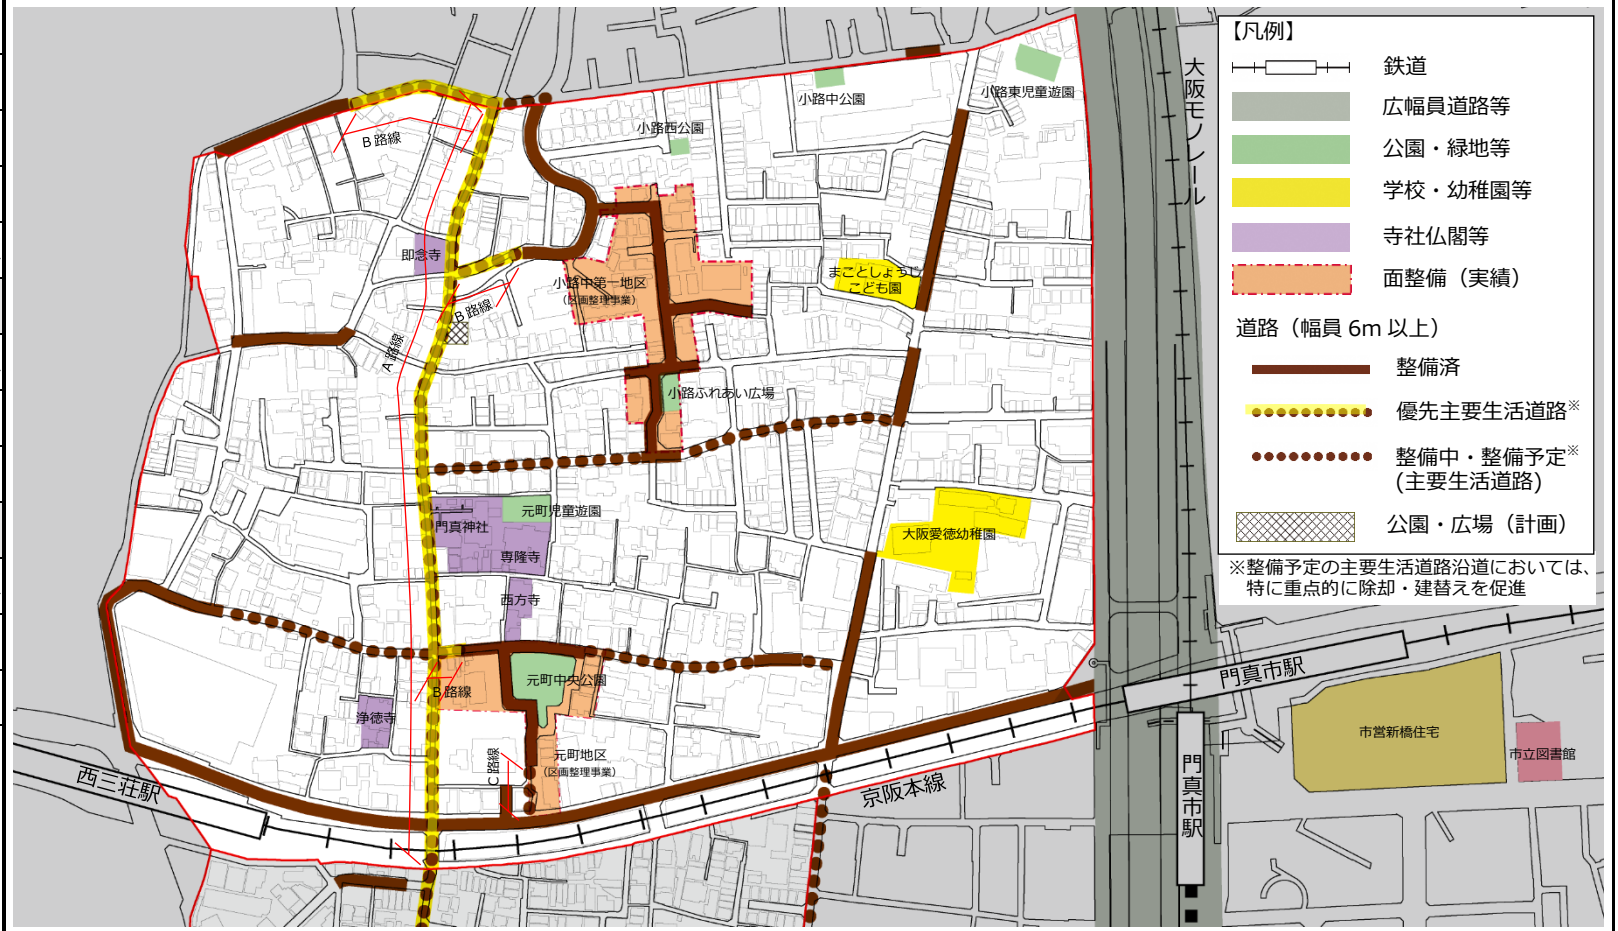 【凡例】
鉄道
広幅員道路等
公園・緑地等
学校・幼稚園等
寺社仏閣等
面整備（実績）
道路（幅員 6m 以上）
整備済
優先主要生活道路※
整備中・整備予定※
(主要生活道路)
公園・広場（計画）
※整備予定の主要生活道路沿道においては、
特に重点的に除却・建替えを促進
大阪モノレール
小路中公園
小路東児童遊園
小路西公園
B 路線
即念寺
小路中第一地区
（区画整理事業）
まことしょうじ
こども園
B 路線
A 路線
小路ふれあい広場
元町児童遊園
門真神社
専隆寺
大阪愛徳幼稚園
西方寺
元町中央公園
B 路線
浄徳寺
元町地区
（区画整理事業）
C 路線
西三荘駅
京阪本線
門真市駅
門真市駅
市営新橋住宅
市立図書館